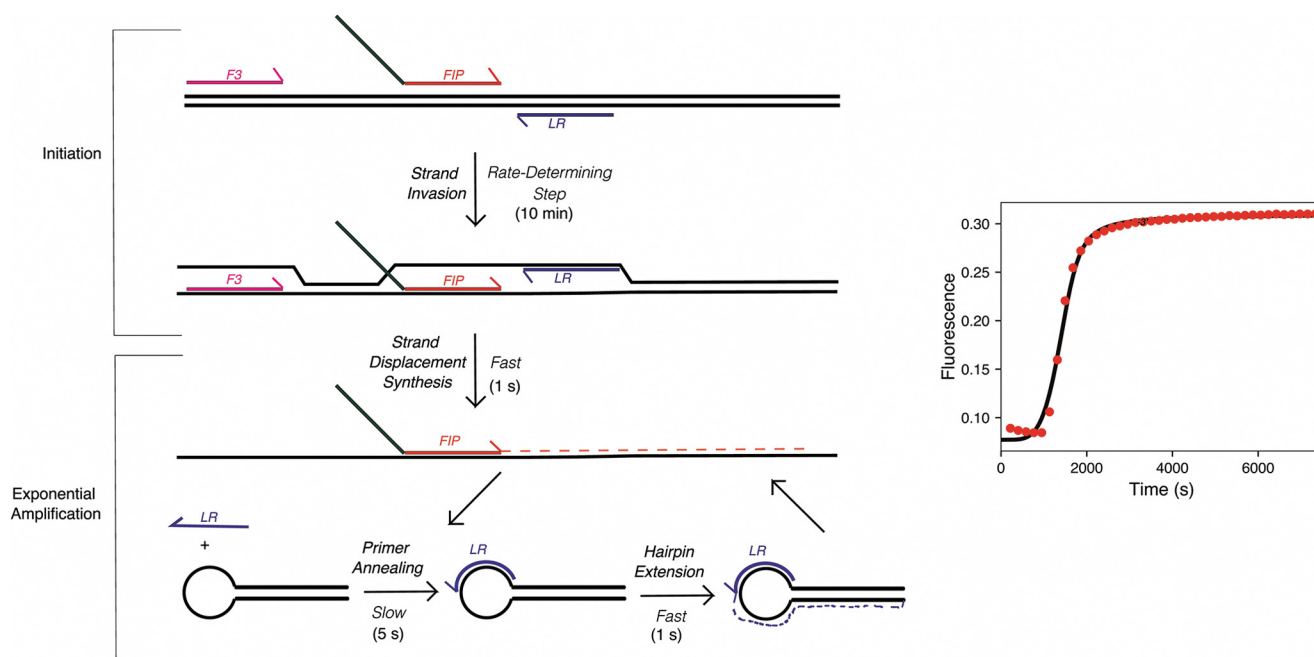 F3
FIP
LR
Initiation
Strand
Invasion
Rate-Determining
Step
(10 min)
F3
FIP
LR
Strand
Displacement
Synthesis
Fast
(1 s)
FIP
Exponential
Amplification
LR
+
Primer
Annealing
Slow
(5 s)
LR
Hairpin
Extension
Fast
(1 s)
LR
Fluorescence
0.30
0.25
0.20
0.15
0.10
0
2000
4000
6000
Time (s)